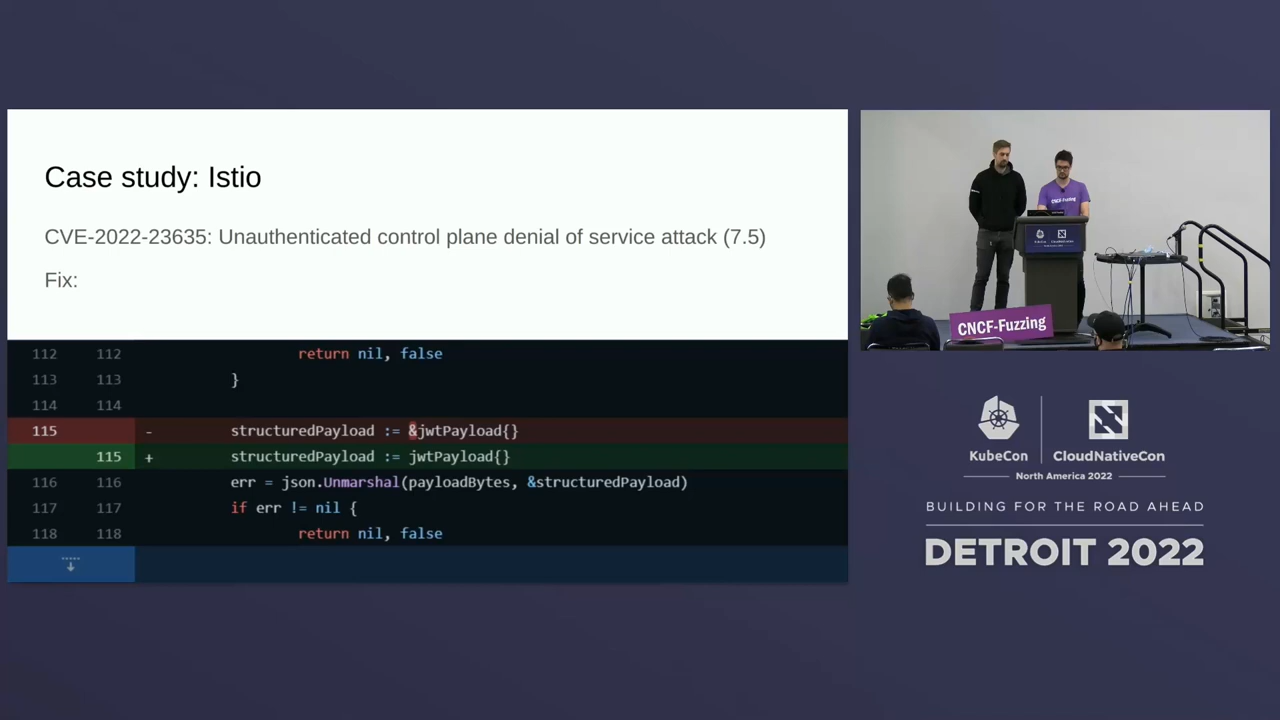 Case study: Istio
CVE-2022-23635: Unauthenticated control plane denial of service attack (7.5)
Fix:
112 112 return nil, false
113 113 }
114 114
115 - structuredPayload := &jwtPayload{}
115 + structuredPayload := jwtPayload{}
116 116 err = json.Unmarshal(payloadBytes, &structuredPayload)
117 117 if err != nil {
118 118 return nil, false
CNCF-Fuzzing
CNCF-Fuzzing
KubeCon CloudNativeCon
North America 2022
BUILDING FOR THE ROAD AHEAD
DETROIT 2022